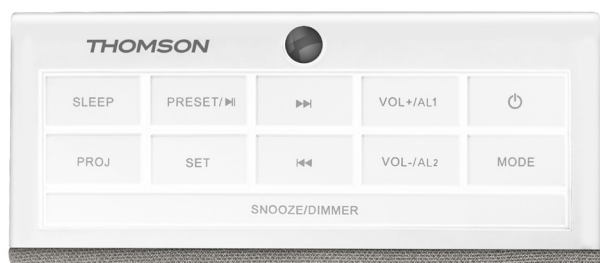 THOMSON
SLEEP PRESET/⏯ ⏭ VOL+/AL1 ⏻
PROJ SET ⏮ VOL-/AL2 MODE
SNOOZE/DIMMER